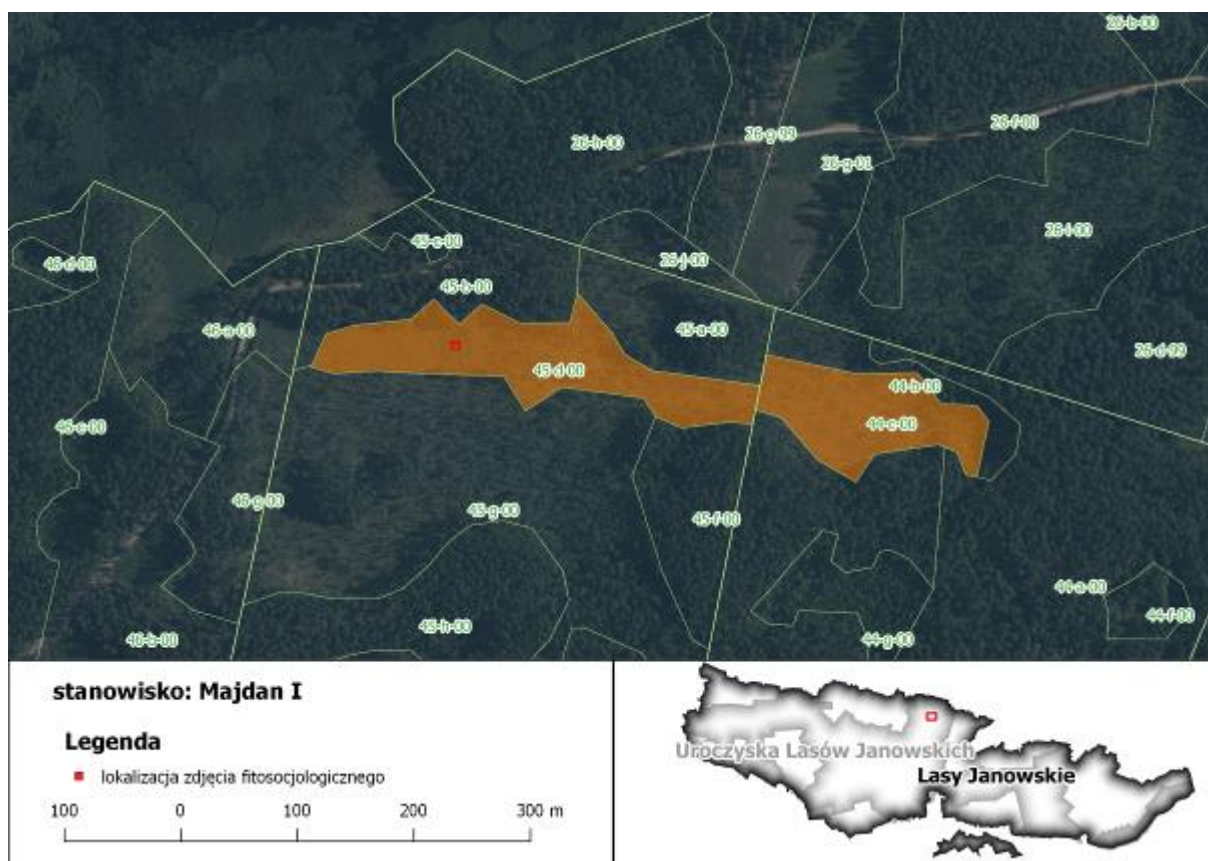 26-b-00
26-f-00
26-g-99
26-h-00
26-g-01
26-i-00
45-c-00
26-j-00
46-d-00
45-b-00
46-a-00
45-a-00
26-d-99
45-d-00
44-b-00
46-c-00
44-c-00
46-g-00
45-g-00
45-f-00
44-a-00
44-f-00
46-b-00
45-h-00
44-g-00
stanowisko: Majdan I
Legenda
lokalizacja zdjęcia fitosocjologicznego
100 0 100 200 300 m
Uroczyska Lasów Janowskich
Lasy Janowskie